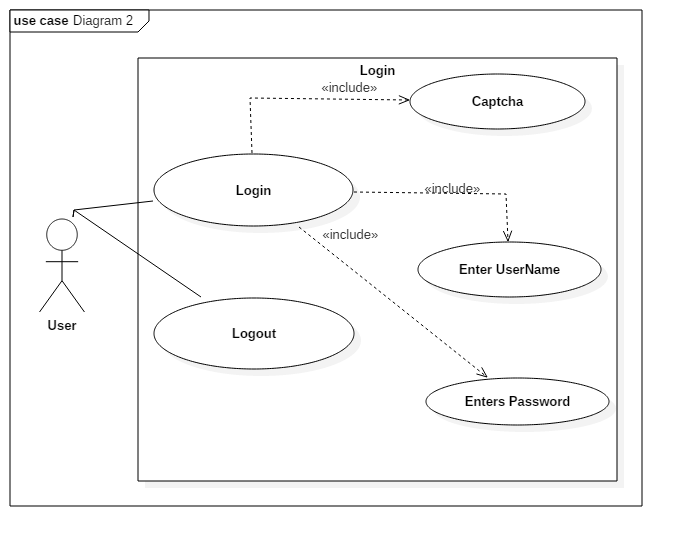 use case Diagram 2
Login
«include»
Captcha
Login
«include»
«include»
Enter UserName
User
Logout
Enters Password